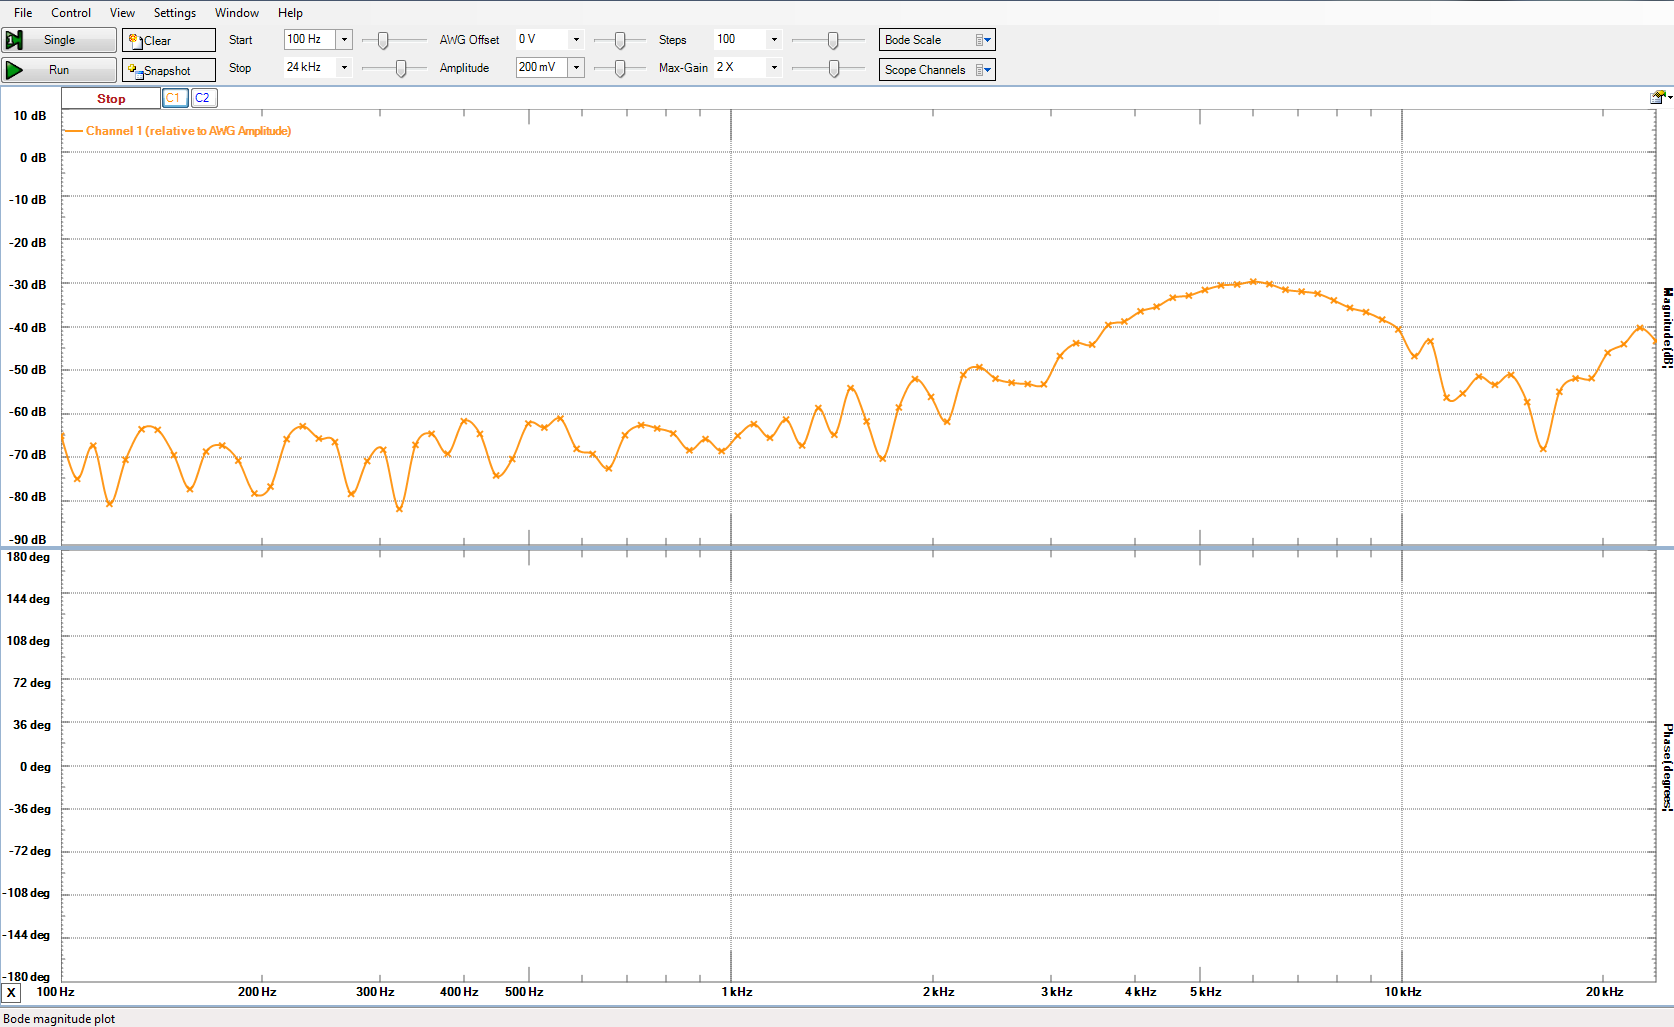 File Control View Settings Window Help
Single Clear Start 100 Hz AWG Offset 0 V Steps 100 Bode Scale
Run Snapshot Stop 24 kHz Amplitude 200 mV Max-Gain 2 X Scope Channels
Stop C1 C2
10 dB
Channel 1 (relative to AWG Amplitude)
0 dB
-10 dB
-20 dB
-30 dB
-40 dB
-50 dB
-60 dB
-70 dB
-80 dB
-90 dB
Magnitude(dB)
180 deg
144 deg
108 deg
72 deg
36 deg
0 deg
-36 deg
-72 deg
-108 deg
-144 deg
-180 deg
Phase(degrees)
X 100 Hz 200 Hz 300 Hz 400 Hz 500 Hz 1 kHz 2 kHz 3 kHz 4 kHz 5 kHz 10 kHz 20 kHz
Bode magnitude plot